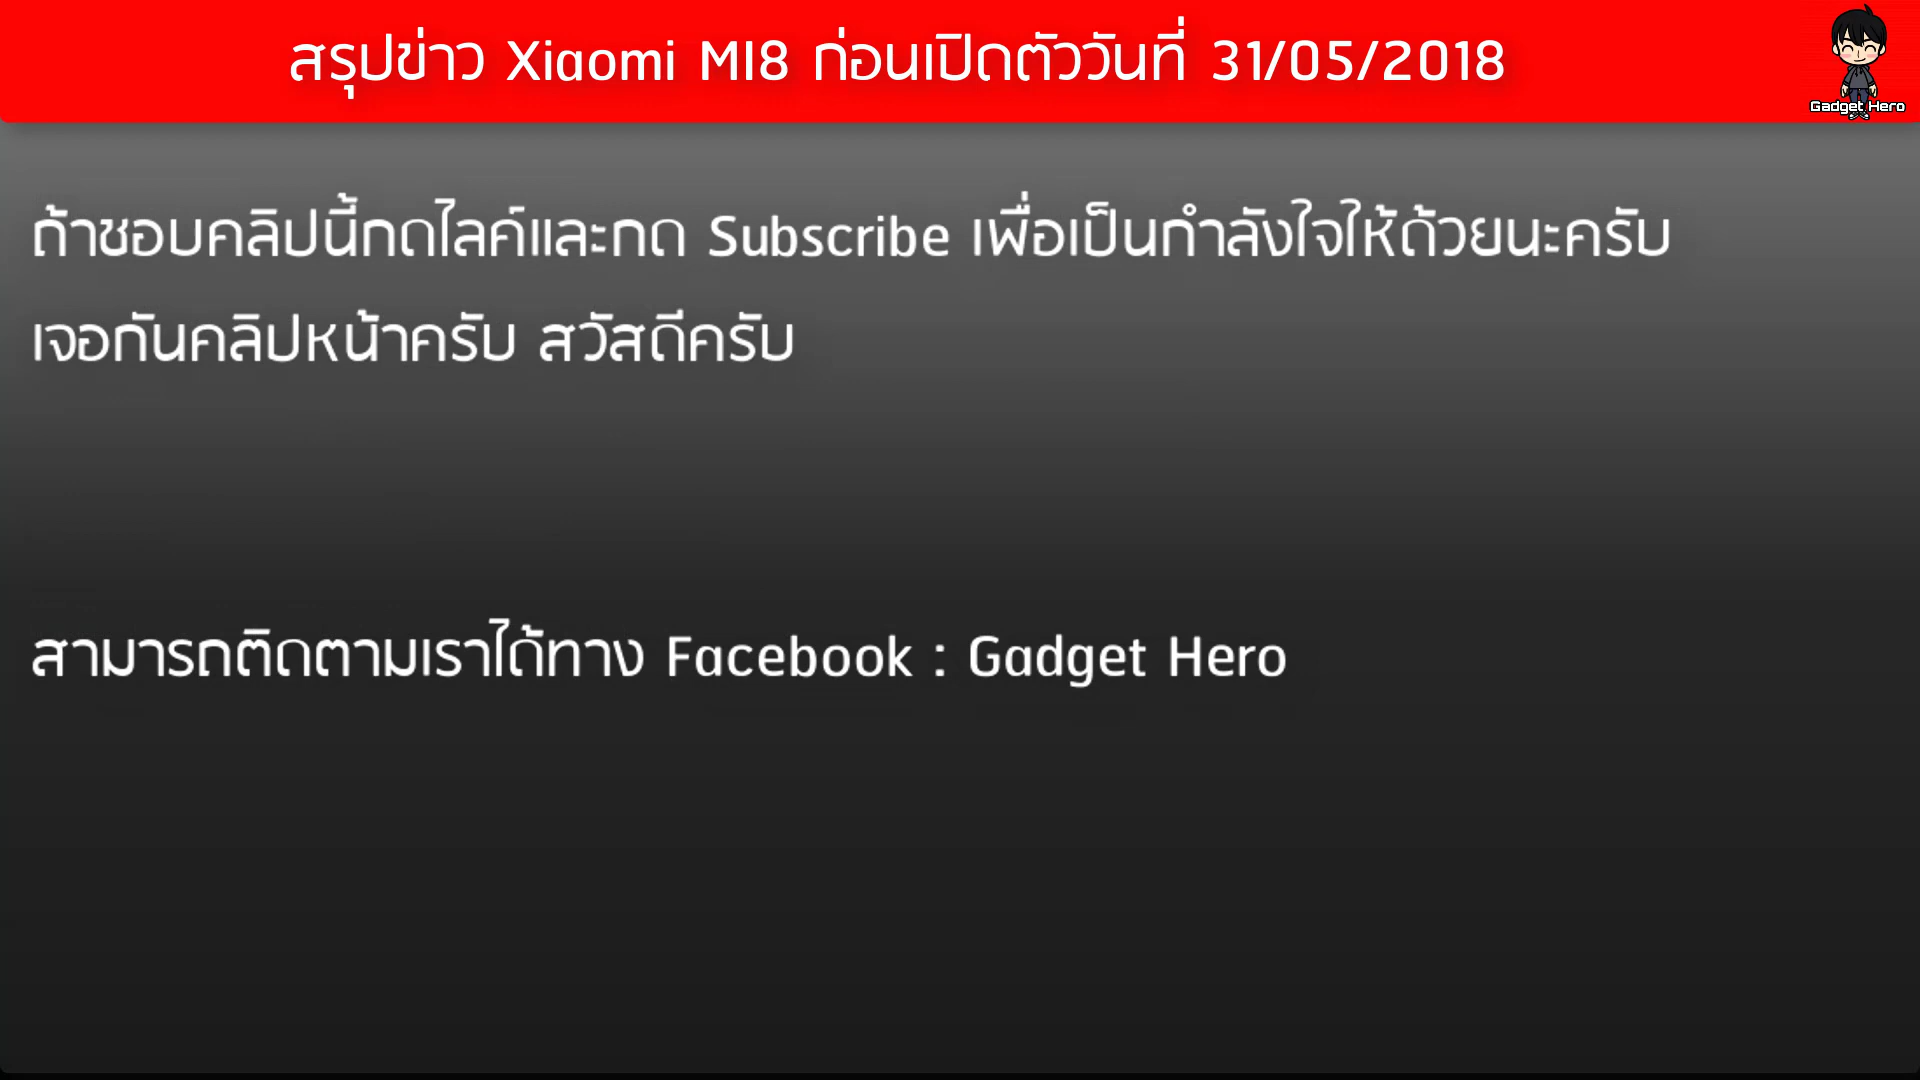 สรุปข่าว Xiaomi MI8 ก่อนเปิดตัววันที่ 31/05/2018
Gadget Hero
ถ้าชอบคลิปนี้กดไลค์และกด Subscribe เพื่อเป็นกำลังใจให้ด้วยนะครับ
เจอกันคลิปหน้าครับ สวัสดีครับ
สามารถติดตามเราได้ทาง Facebook : Gadget Hero